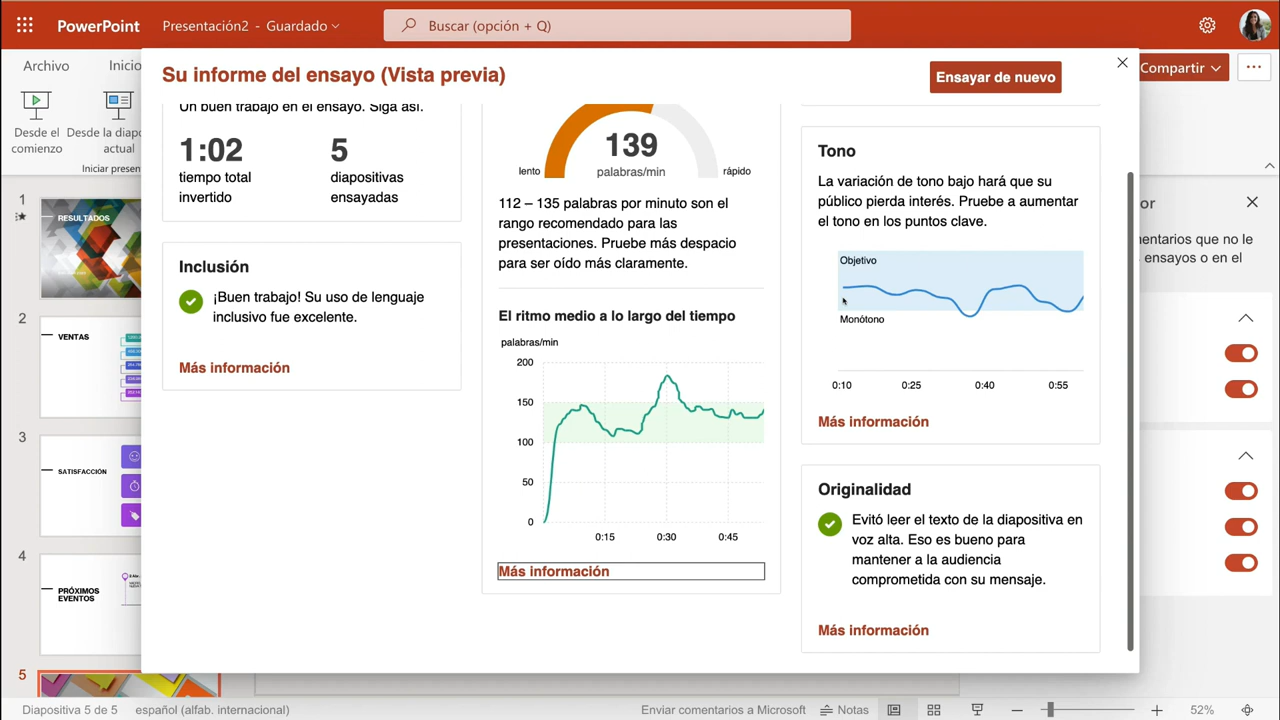 PowerPoint
Presentación2 - Guardado
Buscar (opción + Q)
Archivo
Inicio
Compartir
Desde el comienzo
Desde la diapo
actual
Iniciar presen
Su informe del ensayo (Vista previa)
Ensayar de nuevo
Un buen trabajo en el ensayo. Siga así.
1:02
tiempo total
invertido
5
diapositivas
ensayadas
Inclusión
¡Buen trabajo! Su uso de lenguaje
inclusivo fue excelente.
Más información
139
palabras/min
lento
rápido
112 – 135 palabras por minuto son el
rango recomendado para las
presentaciones. Pruebe más despacio
para ser oído más claramente.
El ritmo medio a lo largo del tiempo
palabras/min
200
150
100
50
0
0:15
0:30
0:45
Más información
Tono
La variación de tono bajo hará que su
público pierda interés. Pruebe a aumentar
el tono en los puntos clave.
Objetivo
Monótono
0:10
0:25
0:40
0:55
Más información
Originalidad
Evitó leer el texto de la diapositiva en
voz alta. Eso es bueno para
mantener a la audiencia
comprometida con su mensaje.
Más información
or
mentarios que no le
ensayos o en el
1
RESULTADOS
2
VENTAS
3
SATISFACCIÓN
4
PRÓXIMOS
EVENTOS
5
Diapositiva 5 de 5
español (alfab. internacional)
Enviar comentarios a Microsoft
Notas
52%